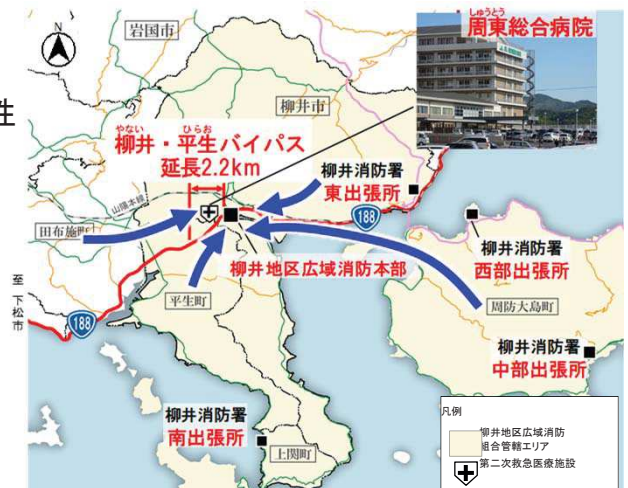 性
しゅうとう
周東総合病院
岩国市
柳井市
やない ひらお
柳井・平生バイパス
延長2.2km
山陽本線
田布施町
柳井消防署
東出張所
188
柳井消防署
西部出張所
柳井地区広域消防本部
至 下松市
188
平生町
周防大島町
柳井消防署
中部出張所
柳井消防署
南出張所
上関町
凡例
柳井地区広域消防
組合管轄エリア
第二次救急医療施設